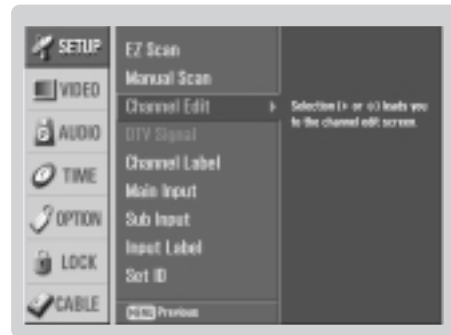 SETUP
VIDEO
AUDIO
TIME
OPTION
LOCK
CABLE
EZ Scan
Manual Scan
Channel Edit
DTV Signal
Channel Label
Main Input
Sub Input
Input Label
Set ID
MENU Previous
Selection (▷ or ⊙) leads you
to the channel edit screen.